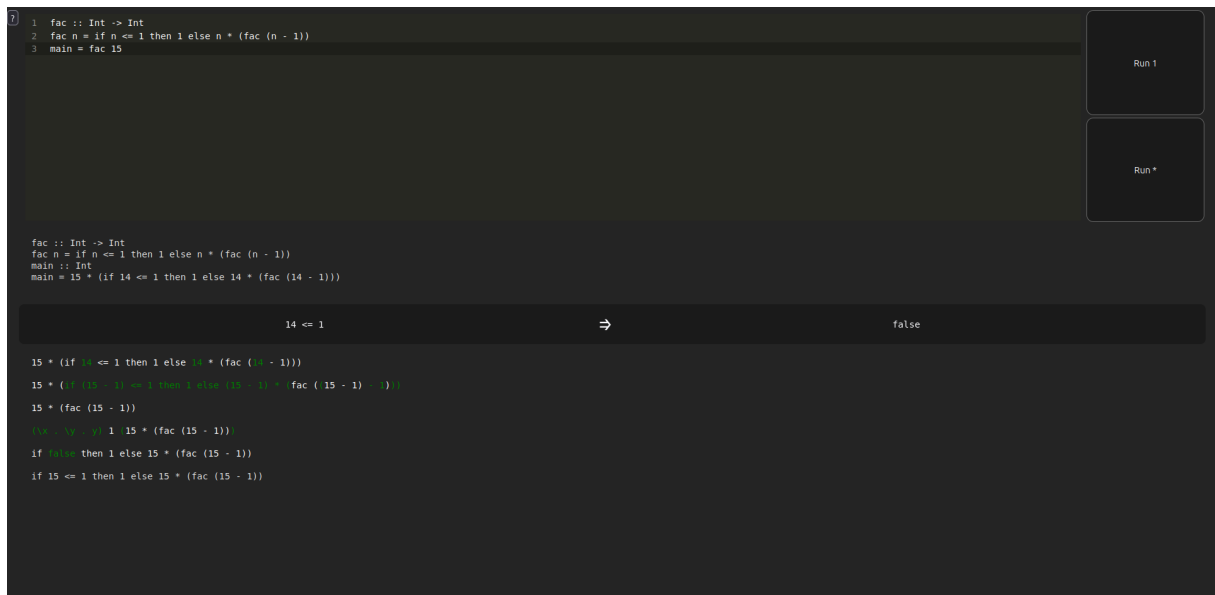 ?
1 fac :: Int -> Int
2 fac n = if n <= 1 then 1 else n * (fac (n - 1))
3 main = fac 15
Run 1
Run *
fac :: Int -> Int
fac n = if n <= 1 then 1 else n * (fac (n - 1))
main :: Int
main = 15 * (if 14 <= 1 then 1 else 14 * (fac (14 - 1)))
14 <= 1 ⇒ false
15 * (if 14 <= 1 then 1 else 14 * (fac (14 - 1)))
15 * (if (15 - 1) <= 1 then 1 else (15 - 1) * (fac ((15 - 1) - 1)))
15 * (fac (15 - 1))
(\x . \y . y) 1 (15 * (fac (15 - 1)))
if false then 1 else 15 * (fac (15 - 1))
if 15 <= 1 then 1 else 15 * (fac (15 - 1))